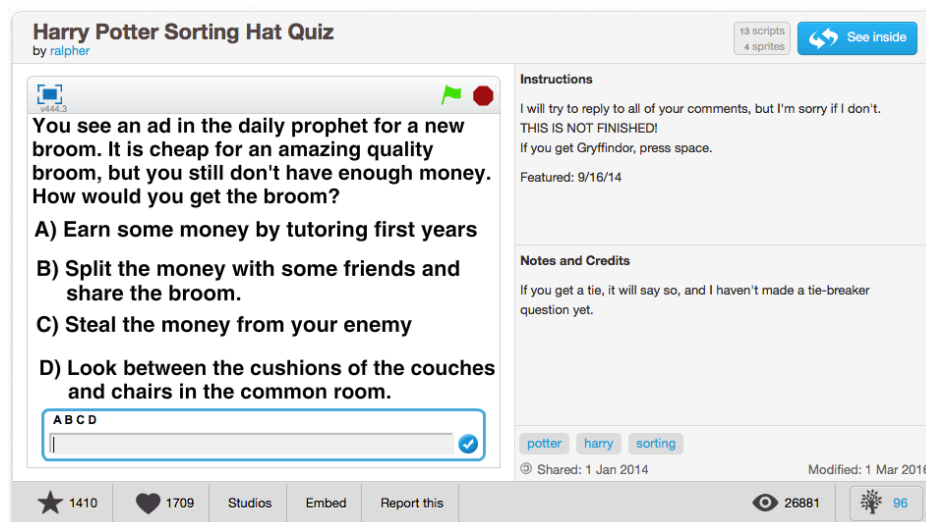 Harry Potter Sorting Hat Quiz
by ralpher
13 scripts
4 sprites
See inside
v444.3
You see an ad in the daily prophet for a new
broom. It is cheap for an amazing quality
broom, but you still don't have enough money.
How would you get the broom?
A) Earn some money by tutoring first years
B) Split the money with some friends and
share the broom.
C) Steal the money from your enemy
D) Look between the cushions of the couches
and chairs in the common room.
A B C D
Instructions
I will try to reply to all of your comments, but I'm sorry if I don't.
THIS IS NOT FINISHED!
If you get Gryffindor, press space.
Featured: 9/16/14
Notes and Credits
If you get a tie, it will say so, and I haven't made a tie-breaker
question yet.
potter harry sorting
Shared: 1 Jan 2014 Modified: 1 Mar 2016
1410 1709 Studios Embed Report this 26881 96